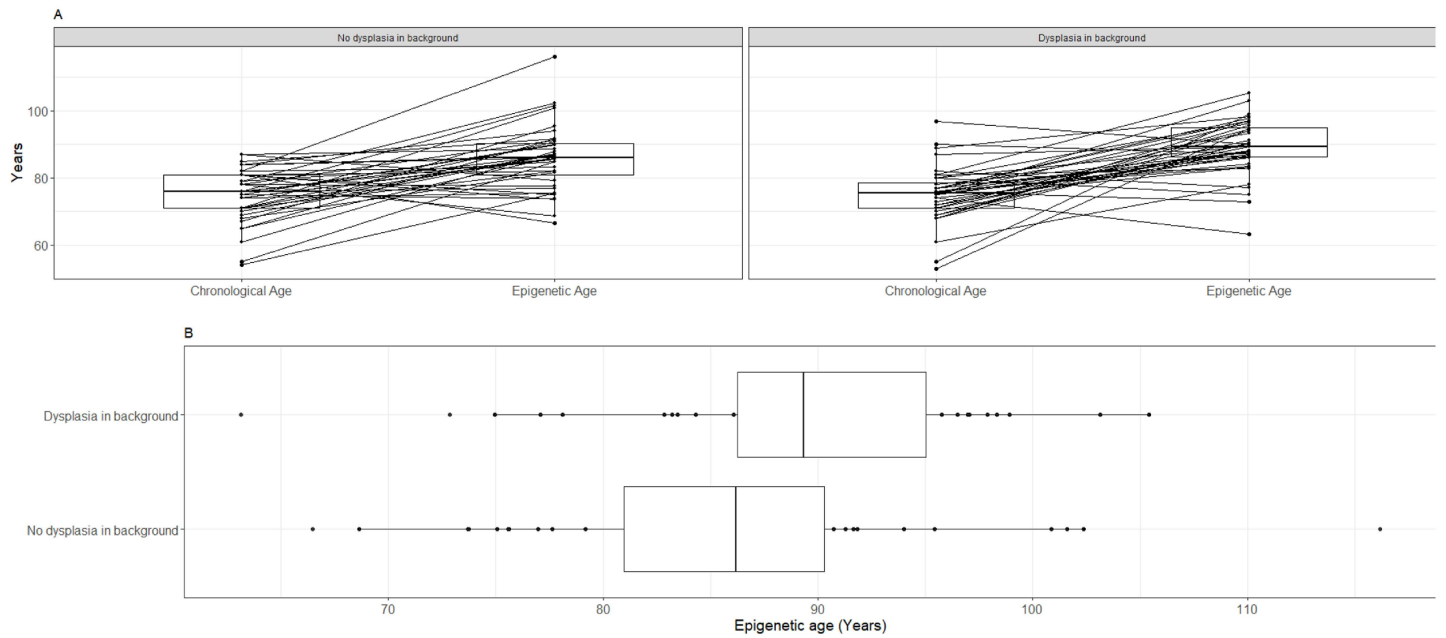 A
No dysplasia in background
Dysplasia in background
Years
100
80
60
Chronological Age
Epigenetic Age
Chronological Age
Epigenetic Age
B
Dysplasia in background
No dysplasia in background
70
80
90
100
110
Epigenetic age (Years)